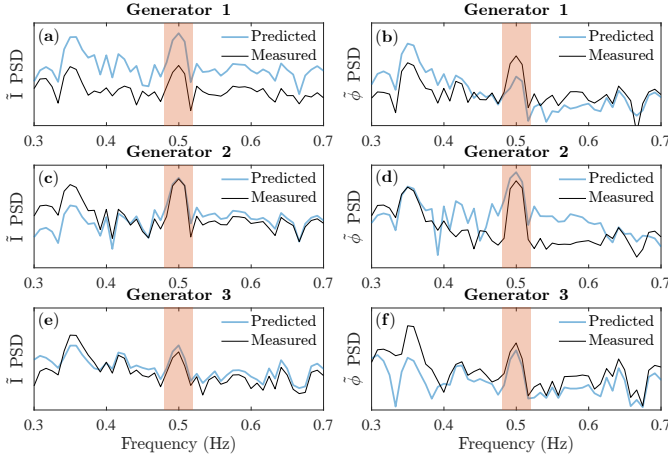 Generator 1
Generator 1
(a)
Predicted
Measured
Ĩ PSD
0.3 0.4 0.5 0.6 0.7
(b)
Predicted
Measured
ϕ̃ PSD
0.3 0.4 0.5 0.6 0.7
Generator 2
Generator 2
(c)
Predicted
Measured
Ĩ PSD
0.3 0.4 0.5 0.6 0.7
(d)
Predicted
Measured
ϕ̃ PSD
0.3 0.4 0.5 0.6 0.7
Generator 3
Generator 3
(e)
Predicted
Measured
Ĩ PSD
0.3 0.4 0.5 0.6 0.7
Frequency (Hz)
(f)
Predicted
Measured
ϕ̃ PSD
0.3 0.4 0.5 0.6 0.7
Frequency (Hz)